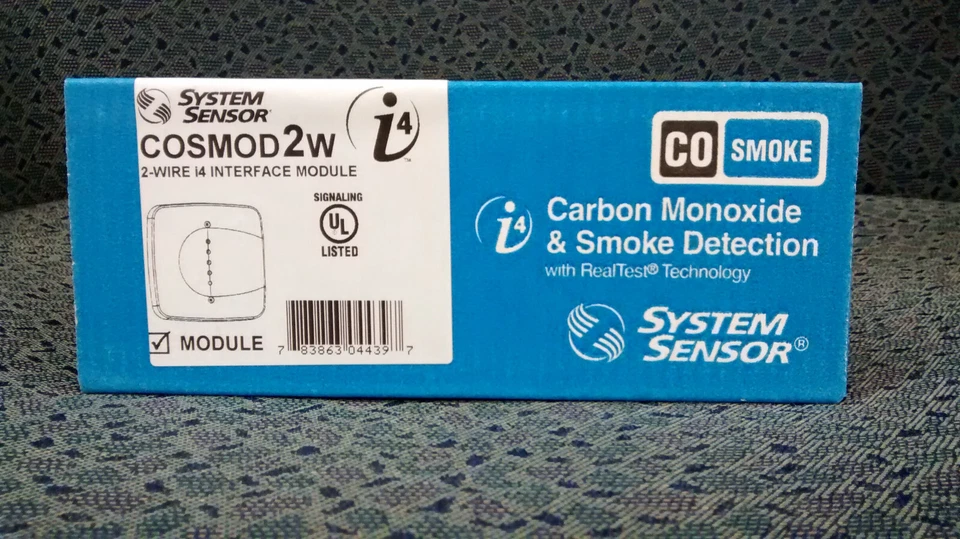 SYSTEM
SENSOR®
COSMOD2W
2-WIRE i4 INTERFACE MODULE
i4™
SIGNALING
UL
LISTED
MODULE
7 83863 04439 7
CO SMOKE
i4
Carbon Monoxide
& Smoke Detection
with RealTest® Technology
SYSTEM
SENSOR®